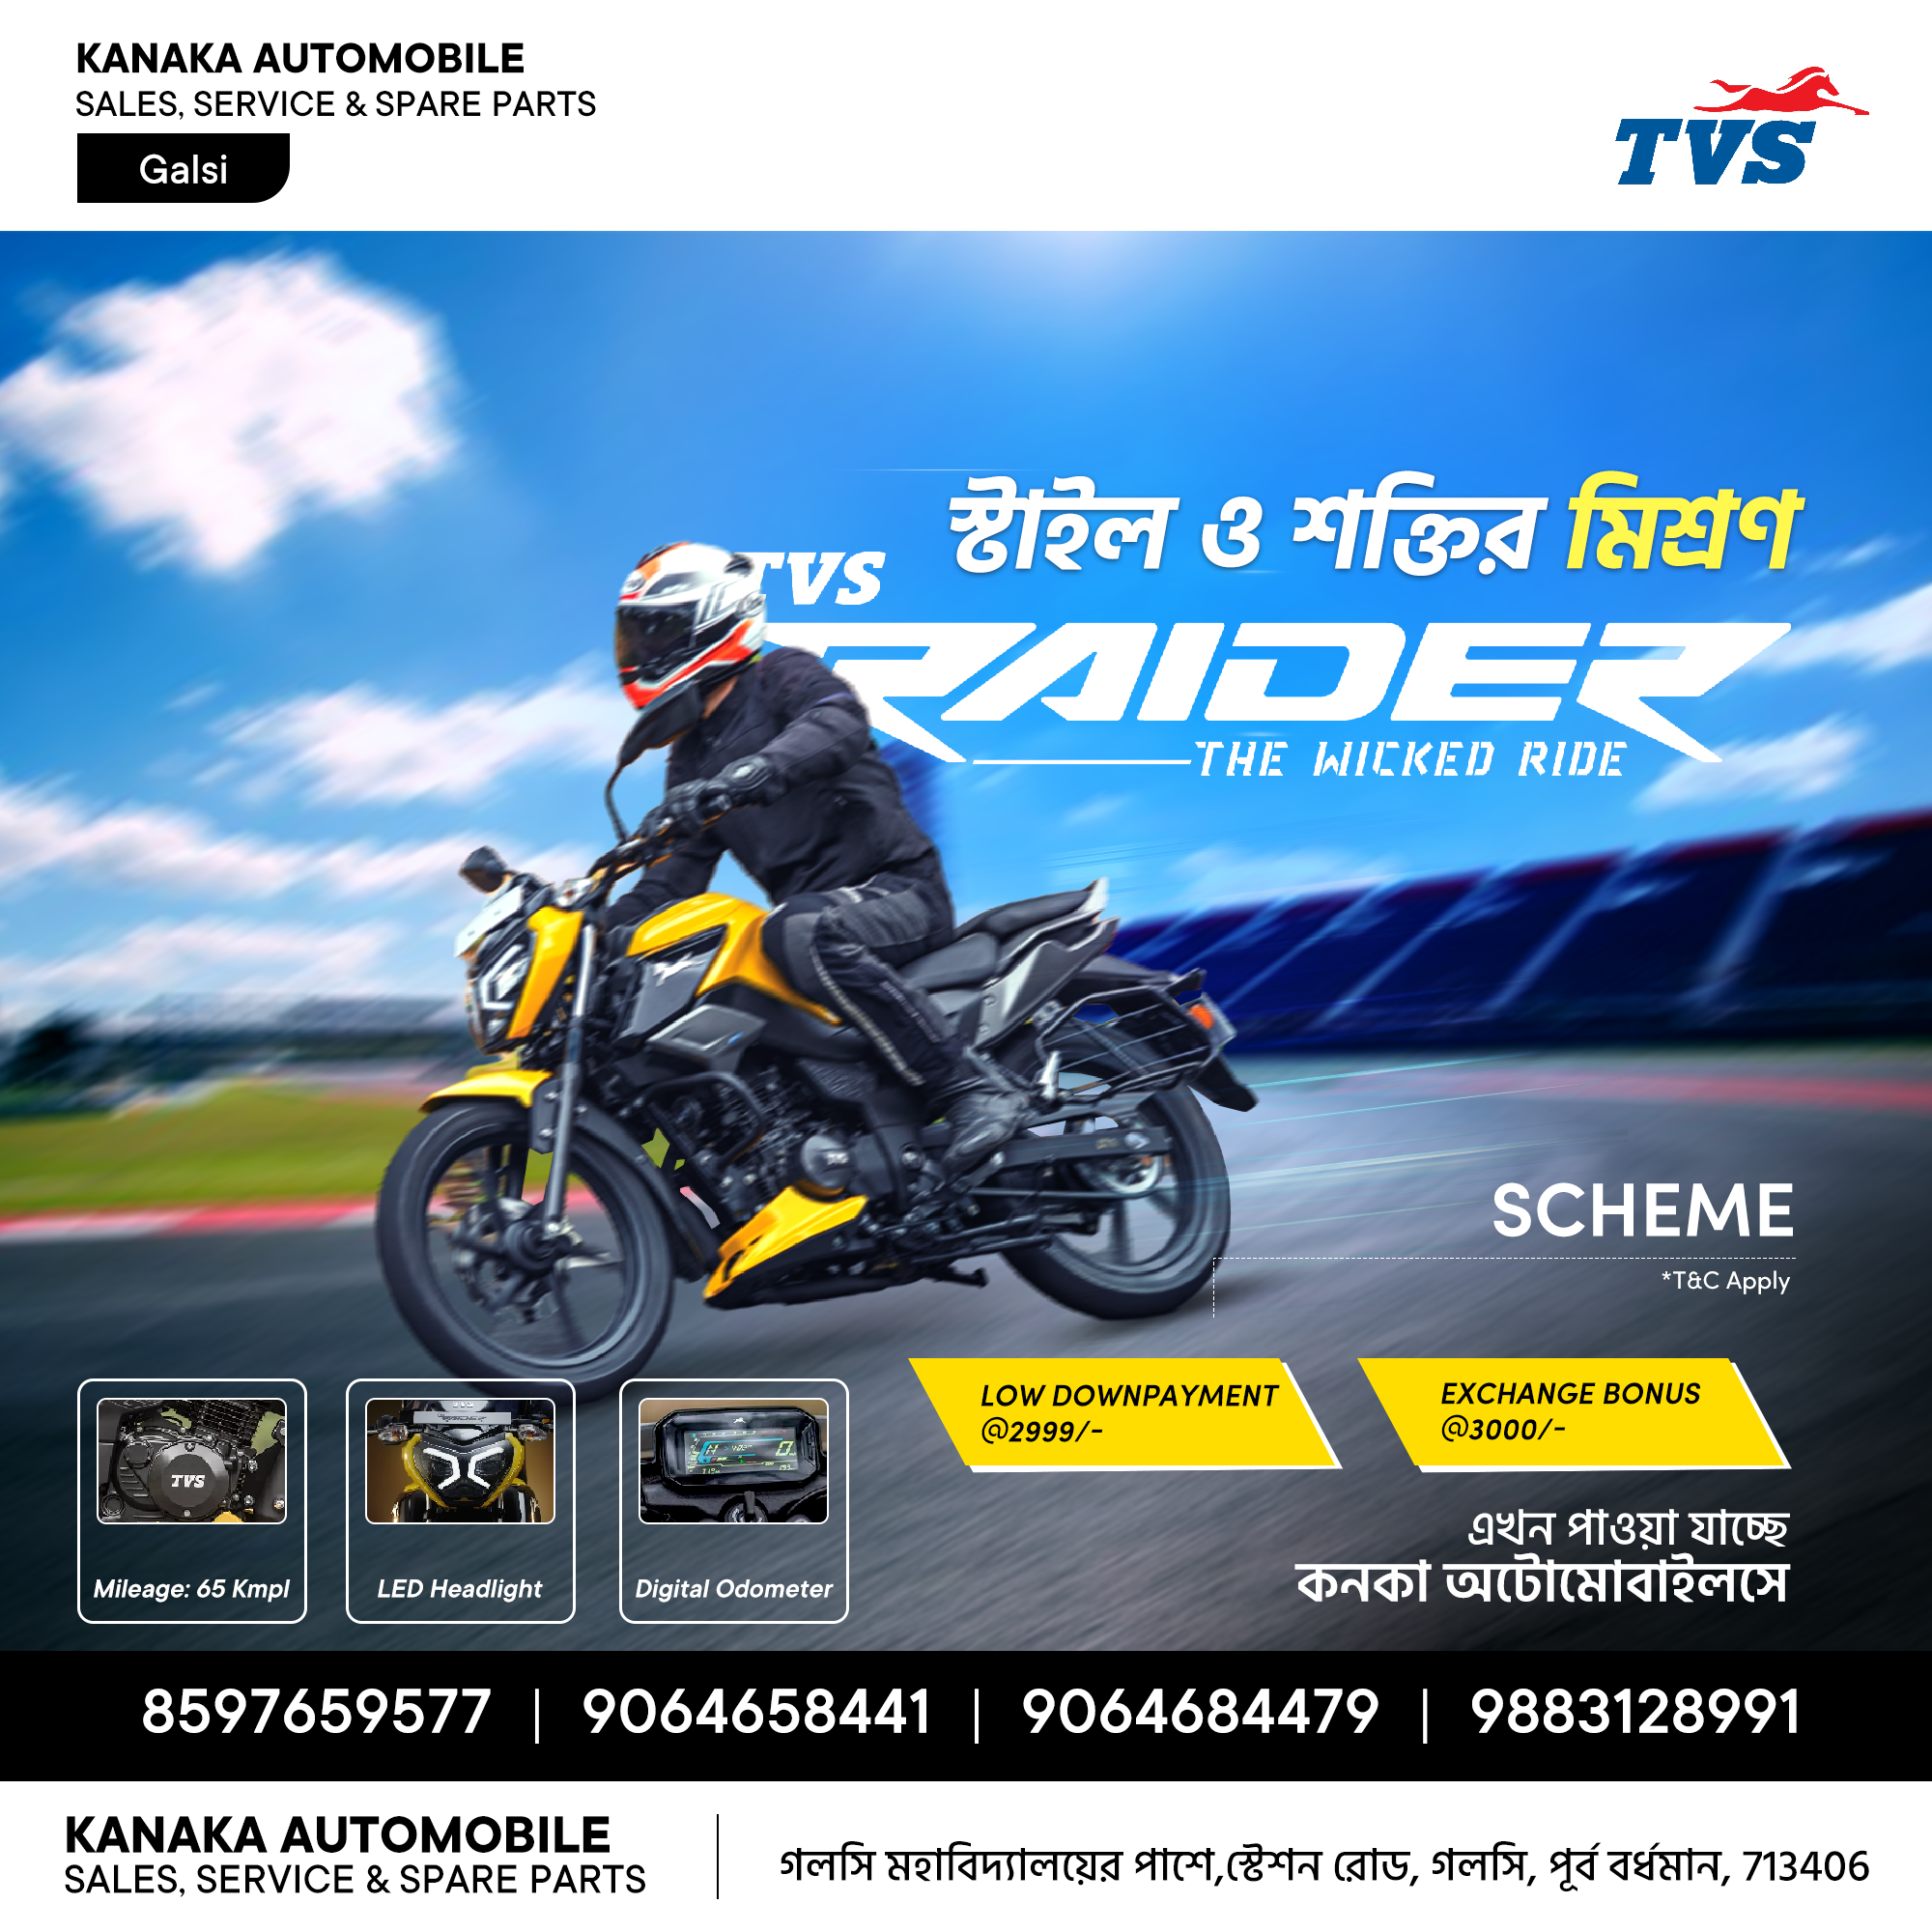 KANAKA AUTOMOBILE
SALES, SERVICE & SPARE PARTS
Galsi
TVS
স্টাইল ও শক্তির মিশ্রণ
TVS
RAIDER
THE WICKED RIDE
SCHEME
*T&C Apply
LOW DOWNPAYMENT
@2999/-
EXCHANGE BONUS
@3000/-
TVS
RAIDER
Mileage: 65 Kmpl
LED Headlight
Digital Odometer
এখন পাওয়া যাচ্ছে
কনকা অটোমোবাইলসে
8597659577 | 9064658441 | 9064684479 | 9883128991
KANAKA AUTOMOBILE
SALES, SERVICE & SPARE PARTS
গলসি মহাবিদ্যালয়ের পাশে,স্টেশন রোড, গলসি, পূর্ব বর্ধমান, 713406